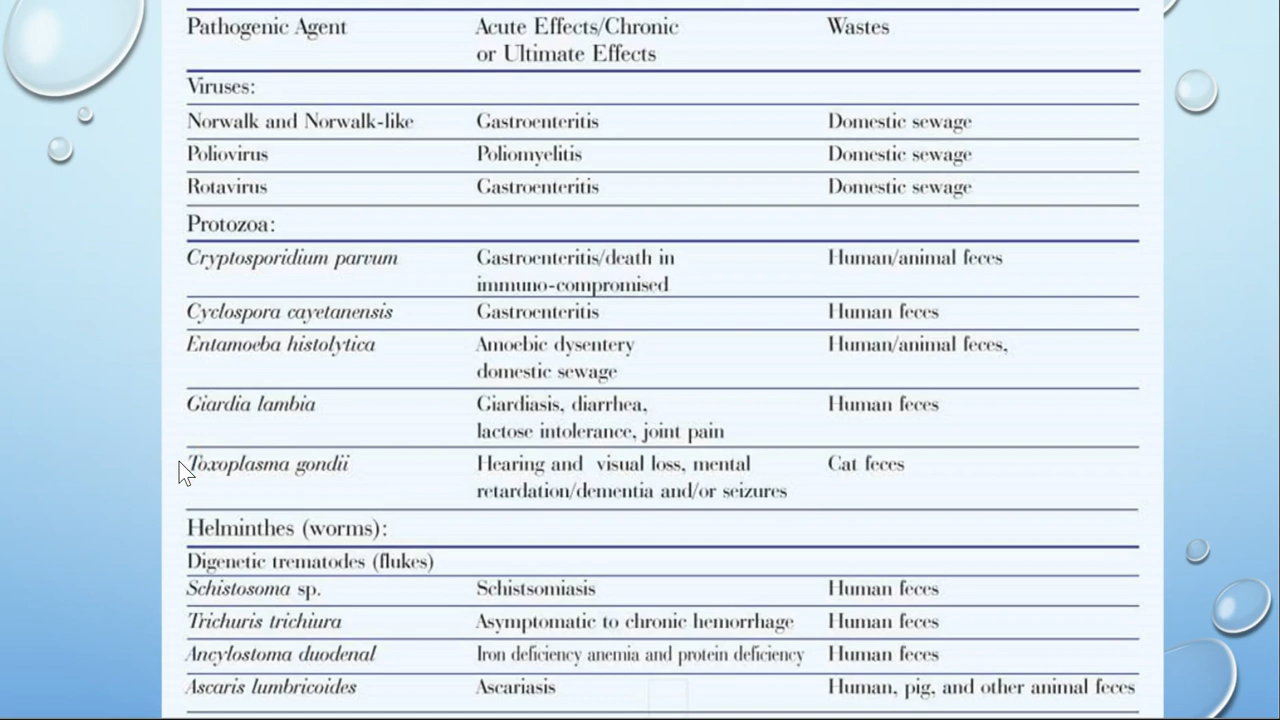 Pathogenic Agent Acute Effects/Chronic Wastes
or Ultimate Effects
Viruses:
Norwalk and Norwalk-like Gastroenteritis Domestic sewage
Poliovirus Poliomyelitis Domestic sewage
Rotavirus Gastroenteritis Domestic sewage
Protozoa:
Cryptosporidium parvum Gastroenteritis/death in Human/animal feces
immuno-compromised
Cyclospora cayetanensis Gastroenteritis Human feces
Entamoeba histolytica Amoebic dysentery Human/animal feces,
domestic sewage
Giardia lambia Giardiasis, diarrhea, Human feces
lactose intolerance, joint pain
Toxoplasma gondii Hearing and visual loss, mental Cat feces
retardation/dementia and/or seizures
Helminthes (worms):
Digenetic trematodes (flukes)
Schistosoma sp. Schistsomiasis Human feces
Trichuris trichiura Asymptomatic to chronic hemorrhage Human feces
Ancylostoma duodenal Iron deficiency anemia and protein deficiency Human feces
Ascaris lumbricoides Ascariasis Human, pig, and other animal feces